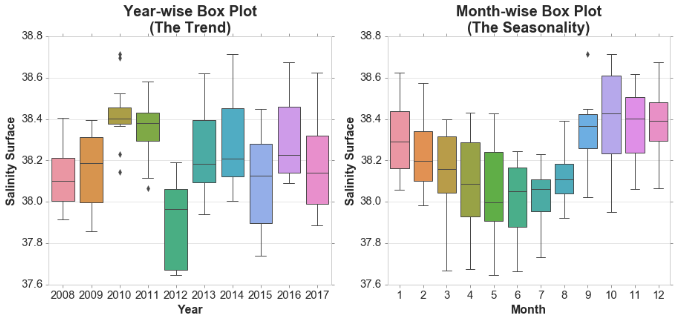 Year-wise Box Plot
(The Trend)
38.8
38.6
38.4
38.2
38.0
37.8
37.6
Salinity Surface
2008 2009 2010 2011 2012 2013 2014 2015 2016 2017
Year
Month-wise Box Plot
(The Seasonality)
38.8
38.6
38.4
38.2
38.0
37.8
37.6
Salinity Surface
1 2 3 4 5 6 7 8 9 10 11 12
Month